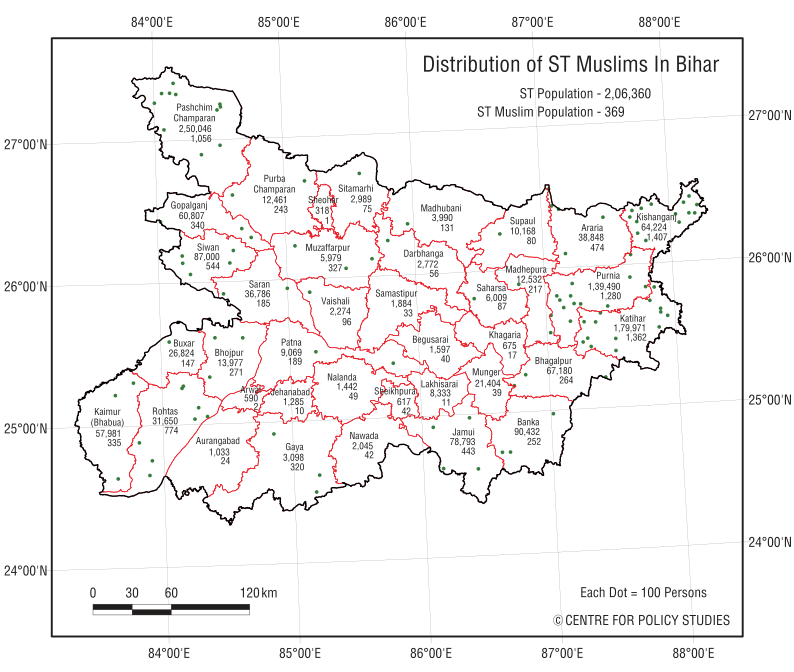 84°00'E 85°00'E 86°00'E 87°00'E 88°00'E
Distribution of ST Muslims In Bihar
ST Population - 2,06,360
ST Muslim Population - 369
27°00'N
27°00'N
26°00'N
26°00'N
25°00'N
25°00'N
24°00'N
24°00'N
Pashchim
Champaran
2,50,046
1,056
Purba
Champaran
12,461
243
Sheohar
318
1
Sitamarhi
2,989
75
Madhubani
3,990
131
Supaul
10,168
80
Araria
38,848
474
Kishanganj
64,224
1,407
Gopalganj
60,807
340
Siwan
87,000
544
Muzaffarpur
5,979
327
Darbhanga
2,772
56
Madhepura
12,532
217
Purnia
1,39,490
1,280
Saran
36,786
185
Vaishali
2,274
96
Samastipur
1,884
33
Saharsa
6,009
87
Katihar
1,79,971
1,362
Buxar
26,824
147
Bhojpur
13,977
271
Patna
9,069
189
Begusarai
1,597
40
Khagaria
675
17
Bhagalpur
67,180
264
Kaimur
(Bhabua)
57,981
335
Rohtas
31,650
774
Arwal
590
2
Jehanabad
1,285
10
Nalanda
1,442
49
Sheikhpura
617
42
Lakhisarai
8,333
11
Munger
21,404
39
Aurangabad
1,033
24
Gaya
3,098
320
Nawada
2,045
42
Jamui
78,793
443
Banka
90,432
252
0 30 60 120 km
Each Dot = 100 Persons
© CENTRE FOR POLICY STUDIES
84°00'E 85°00'E 86°00'E 87°00'E 88°00'E